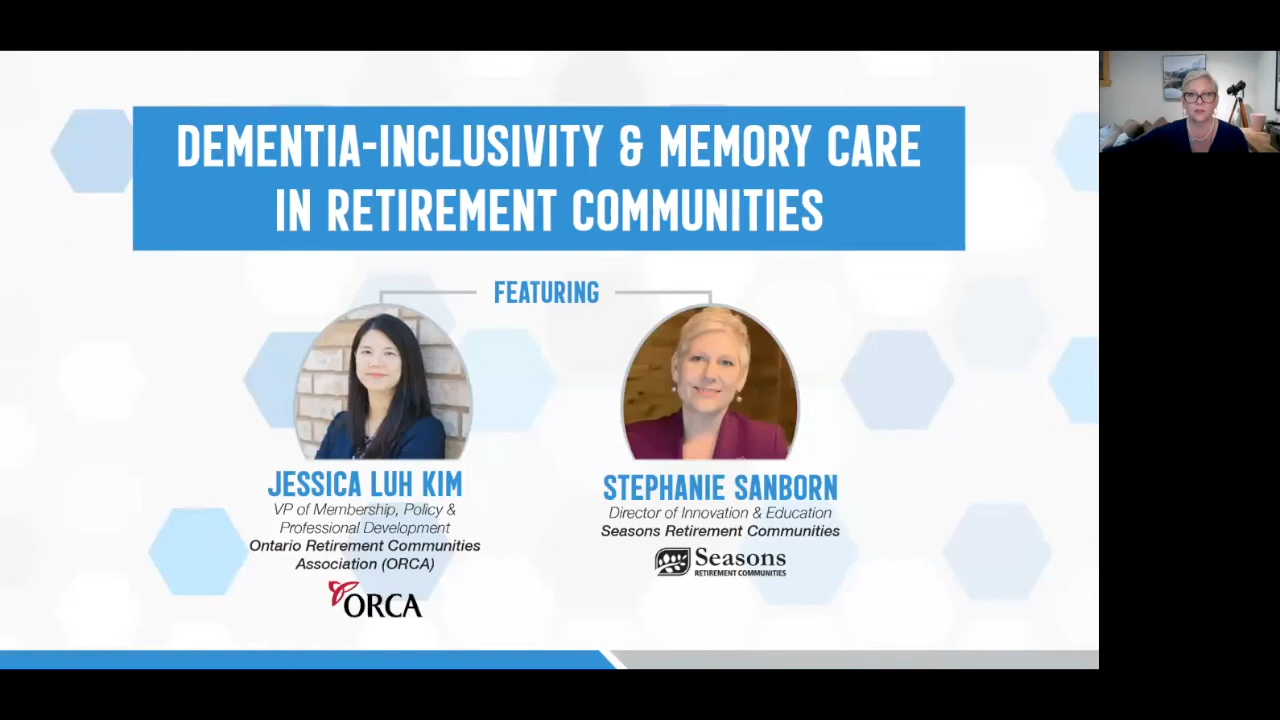 DEMENTIA-INCLUSIVITY & MEMORY CARE
IN RETIREMENT COMMUNITIES
FEATURING
JESSICA LUH KIM
VP of Membership, Policy &
Professional Development
Ontario Retirement Communities
Association (ORCA)
ORCA
STEPHANIE SANBORN
Director of Innovation & Education
Seasons Retirement Communities
Seasons
RETIREMENT COMMUNITIES